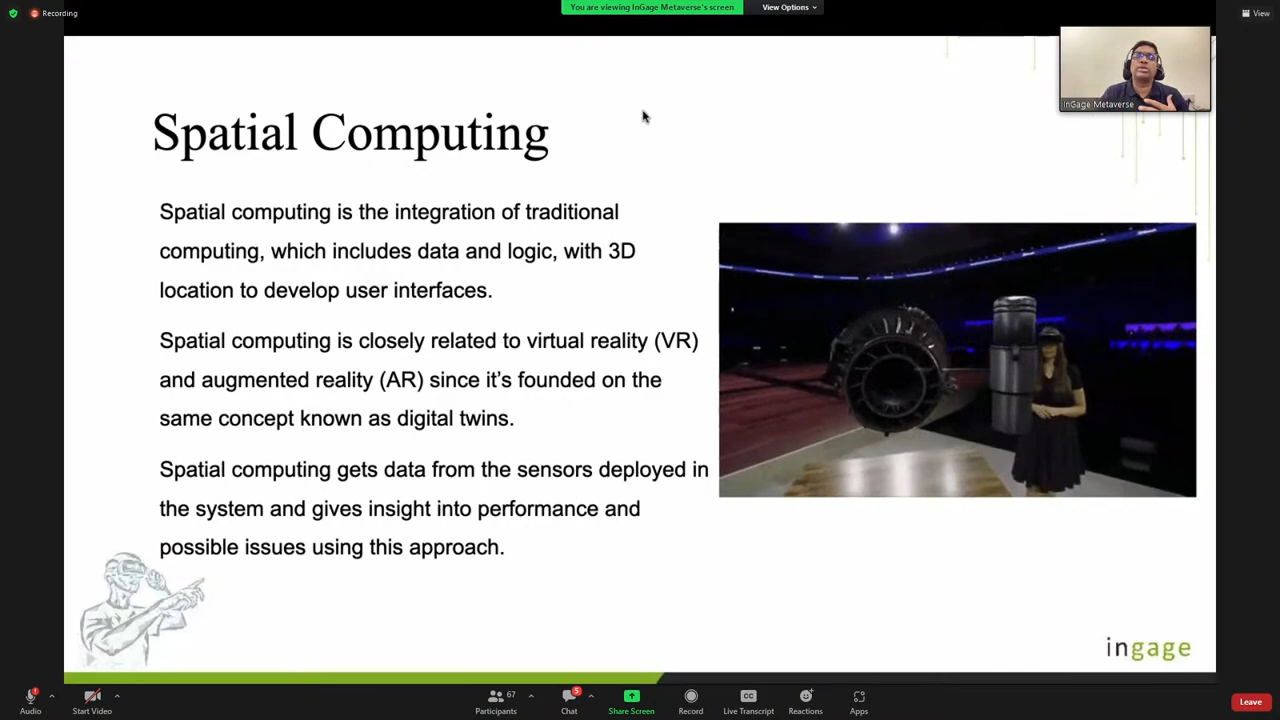 Recording
You are viewing InGage Metaverse's screen
View Options
View
InGage Metaverse
Spatial Computing
Spatial computing is the integration of traditional
computing, which includes data and logic, with 3D
location to develop user interfaces.
Spatial computing is closely related to virtual reality (VR)
and augmented reality (AR) since it's founded on the
same concept known as digital twins.
Spatial computing gets data from the sensors deployed in
the system and gives insight into performance and
possible issues using this approach.
ingage
Audio
Start Video
67
Participants
5
Chat
Share Screen
Record
CC
Live Transcript
Reactions
Apps
Leave